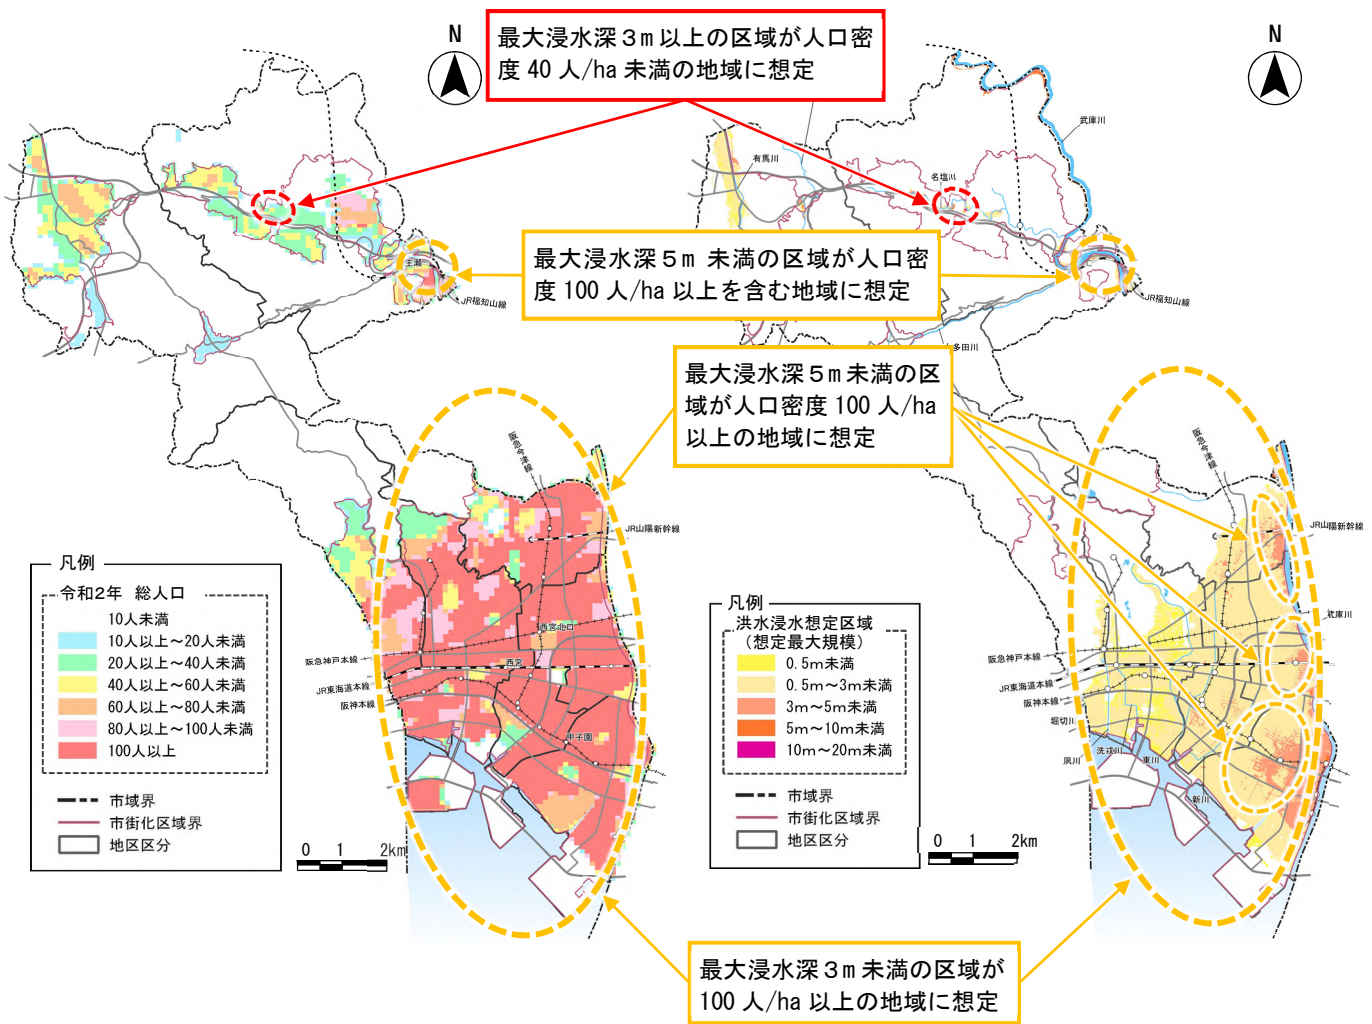 最大浸水深３ｍ以上の区域が人口密
度 40 人/ha 未満の地域に想定
N
N
武庫川
有馬川
名塩川
最大浸水深５ｍ 未満の区域が人口密
度 100 人/ha 以上を含む地域に想定
生瀬
JR福知山線
JR福知山線
多田川
最大浸水深５ｍ未満の区
域が人口密度 100 人/ha
以上の地域に想定
阪急今津線
JR山陽新幹線
西宮北口
阪急神戸本線
西宮
JR東海道本線
阪神本線
甲子園
凡例
令和2年 総人口
10人未満
10人以上～20人未満
20人以上～40人未満
40人以上～60人未満
60人以上～80人未満
80人以上～100人未満
100人以上
市域界
市街化区域界
地区区分
0 1 2km
阪急今津線
JR山陽新幹線
武庫川
阪急神戸本線
JR東海道本線
阪神本線
堀切川
夙川
洗戎川
東川
新川
凡例
洪水浸水想定区域
（想定最大規模）
0.5m未満
0.5m～3m未満
3m～5m未満
5m～10m未満
10m～20m未満
市域界
市街化区域界
地区区分
0 1 2km
最大浸水深３ｍ未満の区域が
100 人/ha 以上の地域に想定